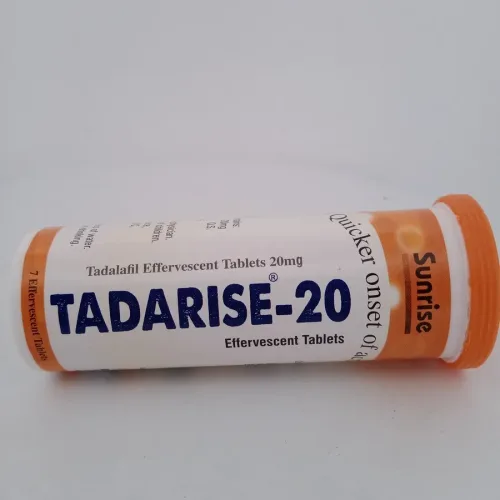 Tadalafil Effervescent Tablets 20mg
TADARISE®-20
Effervescent Tablets
7 Effervescent Tablets
Quicker onset of
Sunrise